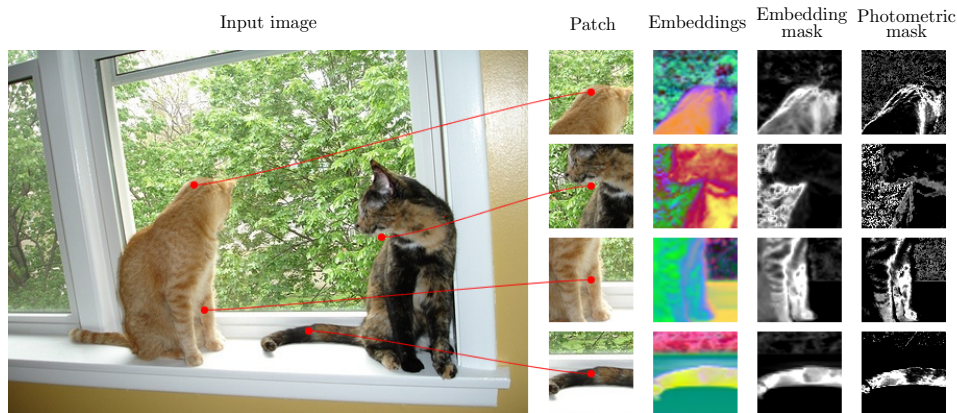 Input image
Patch
Embeddings
Embedding
mask
Photometric
mask